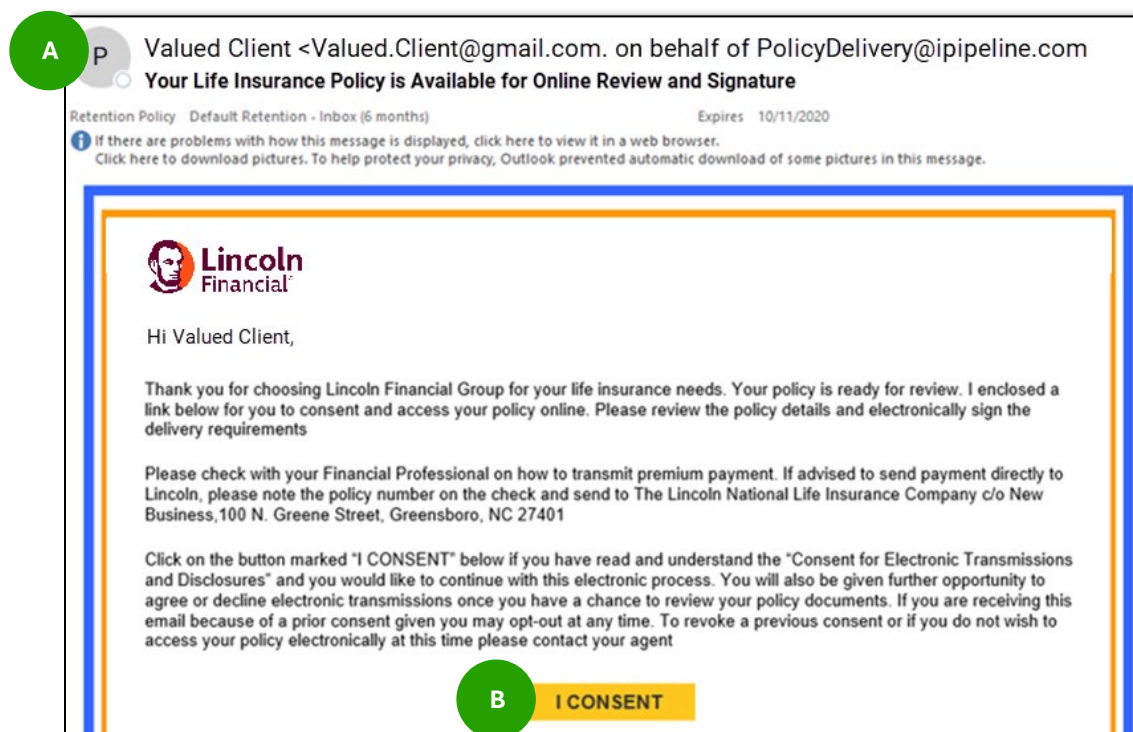 A
P
Valued Client <Valued.Client@gmail.com. on behalf of PolicyDelivery@ipipeline.com
Your Life Insurance Policy is Available for Online Review and Signature
Retention Policy Default Retention - Inbox (6 months) Expires 10/11/2020
If there are problems with how this message is displayed, click here to view it in a web browser.
Click here to download pictures. To help protect your privacy, Outlook prevented automatic download of some pictures in this message.
Lincoln
Financial
Hi Valued Client,
Thank you for choosing Lincoln Financial Group for your life insurance needs. Your policy is ready for review. I enclosed a
link below for you to consent and access your policy online. Please review the policy details and electronically sign the
delivery requirements
Please check with your Financial Professional on how to transmit premium payment. If advised to send payment directly to
Lincoln, please note the policy number on the check and send to The Lincoln National Life Insurance Company c/o New
Business,100 N. Greene Street, Greensboro, NC 27401
Click on the button marked “I CONSENT” below if you have read and understand the “Consent for Electronic Transmissions
and Disclosures” and you would like to continue with this electronic process. You will also be given further opportunity to
agree or decline electronic transmissions once you have a chance to review your policy documents. If you are receiving this
email because of a prior consent given you may opt-out at any time. To revoke a previous consent or if you do not wish to
access your policy electronically at this time please contact your agent
B
I CONSENT